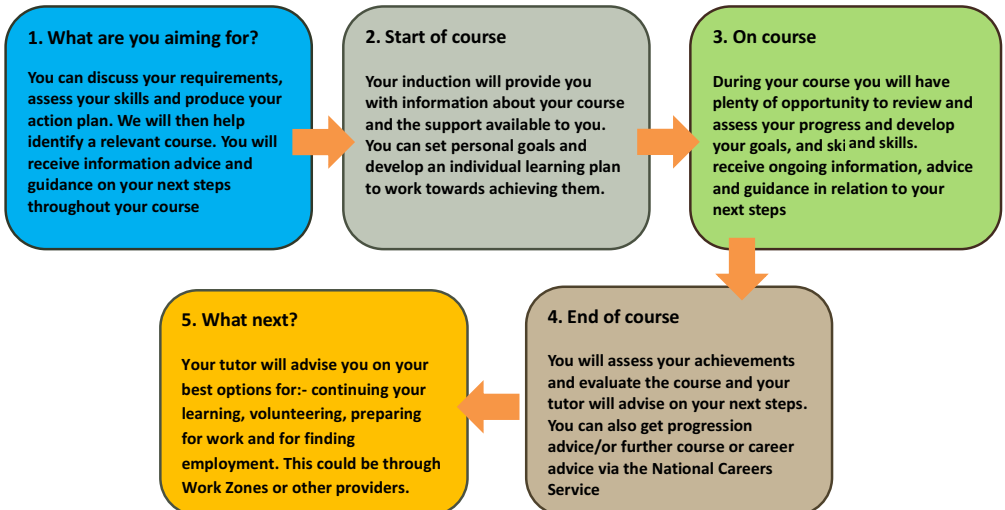 1. What are you aiming for?
You can discuss your requirements,
assess your skills and produce your
action plan. We will then help
identify a relevant course. You will
receive information advice and
guidance on your next steps
throughout your course
2. Start of course
Your induction will provide you
with information about your course
and the support available to you.
You can set personal goals and
develop an individual learning plan
to work towards achieving them.
3. On course
During your course you will have
plenty of opportunity to review and
assess your progress and develop
your goals, and ski and skills.
receive ongoing information, advice
and guidance in relation to your
next steps
4. End of course
You will assess your achievements
and evaluate the course and your
tutor will advise on your next steps.
You can also get progression
advice/or further course or career
advice via the National Careers
Service
5. What next?
Your tutor will advise you on your
best options for:- continuing your
learning, volunteering, preparing
for work and for finding
employment. This could be through
Work Zones or other providers.